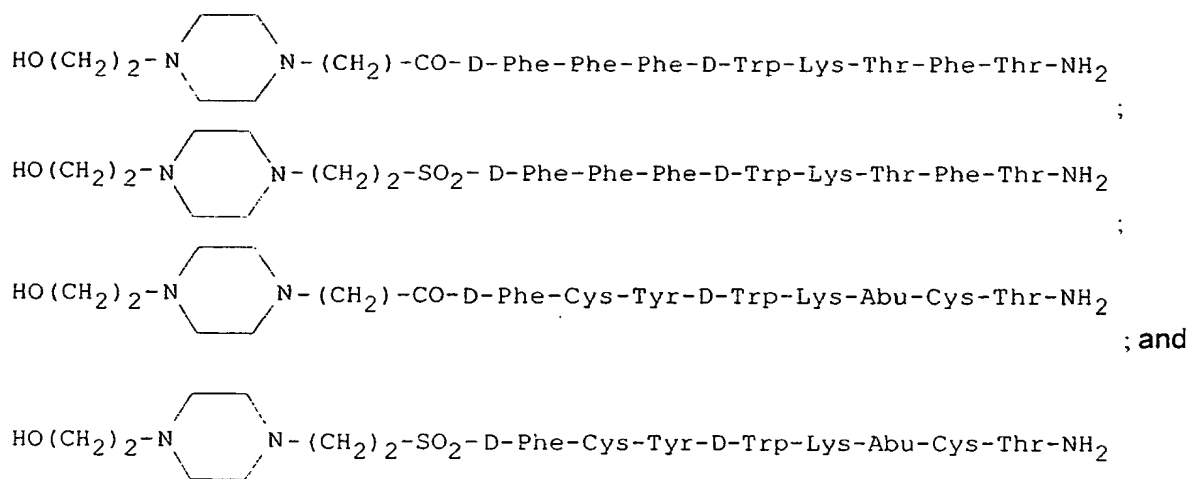 HO(CH2)2-N N-(CH2)-CO-D-Phe-Phe-Phe-D-Trp-Lys-Thr-Phe-Thr-NH2
;
HO(CH2)2-N N-(CH2)2-SO2-D-Phe-Phe-Phe-D-Trp-Lys-Thr-Phe-Thr-NH2
;
HO(CH2)2-N N-(CH2)-CO-D-Phe-Cys-Tyr-D-Trp-Lys-Abu-Cys-Thr-NH2
; and
HO(CH2)2-N N-(CH2)2-SO2-D-Phe-Cys-Tyr-D-Trp-Lys-Abu-Cys-Thr-NH2